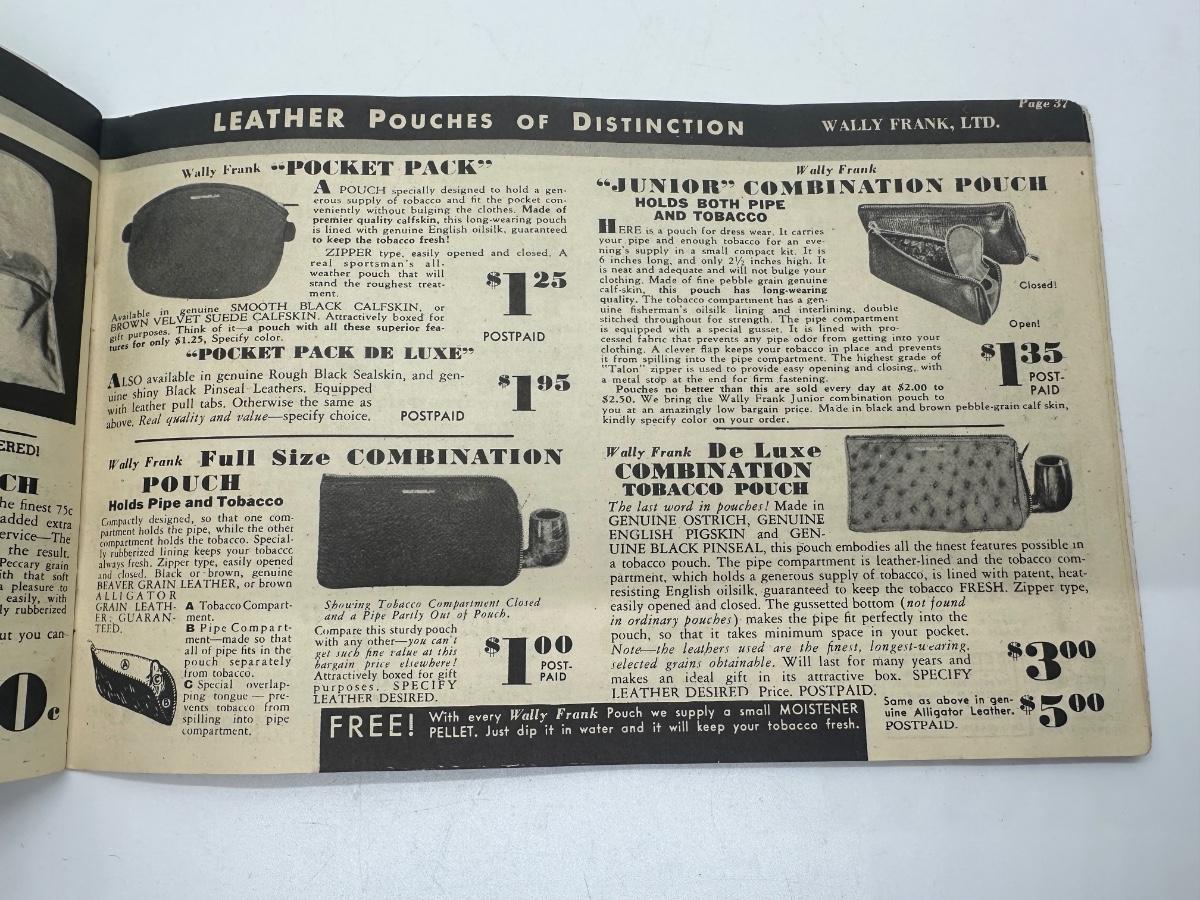 Page 37
LEATHER POUCHES OF DISTINCTION
WALLY FRANK, LTD.
Wally Frank "POCKET PACK"
A POUCH specially designed to hold a gen-
erous supply of tobacco and fit the pocket con-
veniently without bulging the clothes. Made of
premier quality calfskin, this long-wearing pouch
is lined with genuine English oilsilk, guaranteed
to keep the tobacco fresh!
ZIPPER type, easily opened and closed. A
real sportsman's all-
weather pouch that will
stand the roughest treat-
ment.
Available in genuine SMOOTH BLACK CALFSKIN, or
BROWN VELVET SUEDE CALFSKIN. Attractively boxed for
gift purposes. Think of it—a pouch with all these superior fea-
tures for only $1.25, Specify color.
$1 25
POSTPAID
"POCKET PACK DE LUXE"
ALSO available in genuine Rough Black Sealskin, and gen-
uine shiny Black Pinseal Leathers. Equipped
with leather pull tabs. Otherwise the same as
above. Real quality and value—specify choice.
$1 95
POSTPAID
Wally Frank
"JUNIOR" COMBINATION POUCH
HOLDS BOTH PIPE
AND TOBACCO
HERE is a pouch for dress wear. It carries
your pipe and enough tobacco for an eve-
ning's supply in a small compact kit. It is
6 inches long, and only 2½ inches high. It
is neat and adequate and will not bulge your
clothing. Made of fine pebble grain genuine
calf-skin, this pouch has long-wearing
quality. The tobacco compartment has a gen-
uine fisherman's oilsilk lining and interlining, double
stitched throughout for strength. The pipe compartment
is equipped with a special gusset. It is lined with pro-
cessed fabric that prevents any pipe odor from getting into your
clothing. A clever flap keeps your tobacco in place and prevents
it from spilling into the pipe compartment. The highest grade of
"Talon" zipper is used to provide easy opening and closing, with
a metal stop at the end for firm fastening.
Pouches no better than this are sold every day at $2.00 to
$2.50. We bring the Wally Frank Junior combination pouch to
you at an amazingly low bargain price. Made in black and brown pebble-grain calf skin,
kindly specify color on your order.
Closed!
Open!
$1 35
POST-
PAID
Wally Frank Full Size COMBINATION
POUCH
Holds Pipe and Tobacco
Compactly designed, so that one com-
partment holds the pipe, while the other
compartment holds the tobacco. Special-
ly rubberized lining keeps your tobacco
always fresh. Zipper type, easily opened
and closed. Black or brown, genuine
BEAVER GRAIN LEATHER, or brown
ALLIGATOR
GRAIN LEATH-
ER; GUARAN-
TEED.
A Tobacco Compart-
ment.
B Pipe Compart-
ment—made so that
all of pipe fits in the
pouch separately
from tobacco.
C Special overlap-
ping tongue—pre-
vents tobacco from
spilling into pipe
compartment.
A
C
B
Showing Tobacco Compartment Closed
and a Pipe Partly Out of Pouch.
Compare this sturdy pouch
with any other—you can't
get such fine value at this
bargain price elsewhere!
Attractively boxed for gift
purposes. SPECIFY
LEATHER DESIRED.
$1 00
POST-
PAID
Wally Frank De Luxe
COMBINATION
TOBACCO POUCH
The last word in pouches! Made in
GENUINE OSTRICH, GENUINE
ENGLISH PIGSKIN and GEN-
UINE BLACK PINSEAL, this pouch embodies all the finest features possible in
a tobacco pouch. The pipe compartment is leather-lined and the tobacco com-
partment, which holds a generous supply of tobacco, is lined with patent, heat-
resisting English oilsilk, guaranteed to keep the tobacco FRESH. Zipper type,
easily opened and closed. The gussetted bottom (not found
in ordinary pouches) makes the pipe fit perfectly into the
pouch, so that it takes minimum space in your pocket.
Note—the leathers used are the finest, longest-wearing,
selected grains obtainable. Will last for many years and
makes an ideal gift in its attractive box. SPECIFY
LEATHER DESIRED Price. POSTPAID.
$3 00
Same as above in gen-
uine Alligator Leather.
POSTPAID.
$5 00
FREE! With every Wally Frank Pouch we supply a small MOISTENER
PELLET. Just dip it in water and it will keep your tobacco fresh.
ERED!
CH
he finest 75c
added extra
ervice—The
the result.
Peccary grain
ith that soft
a pleasure to
easily, with
ly rubberized
ut you can
0c